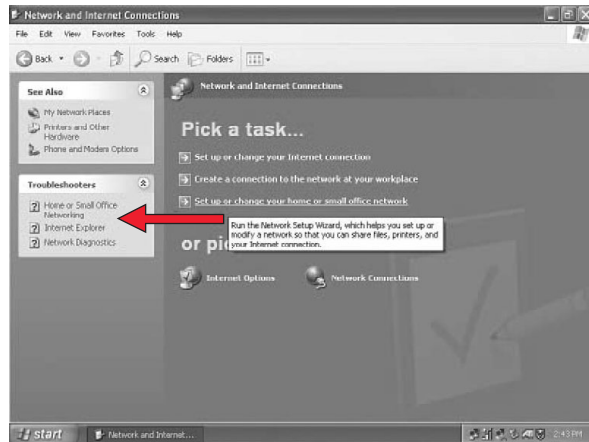 Network and Internet Connections
File Edit View Favorites Tools Help
Back Search Folders
See Also
My Network Places
Printers and Other
Hardware
Phone and Modem Options
Troubleshooters
Home or Small Office
Networking
Internet Explorer
Network Diagnostics
Network and Internet Connections
Pick a task...
Set up or change your Internet connection
Create a connection to the network at your workplace
Set up or change your home or small office network
Run the Network Setup Wizard, which helps you set up or
modify a network so that you can share files, printers, and
your Internet connection.
or pi
Internet Options Network Connections
start Network and Internet... 2:43 PM